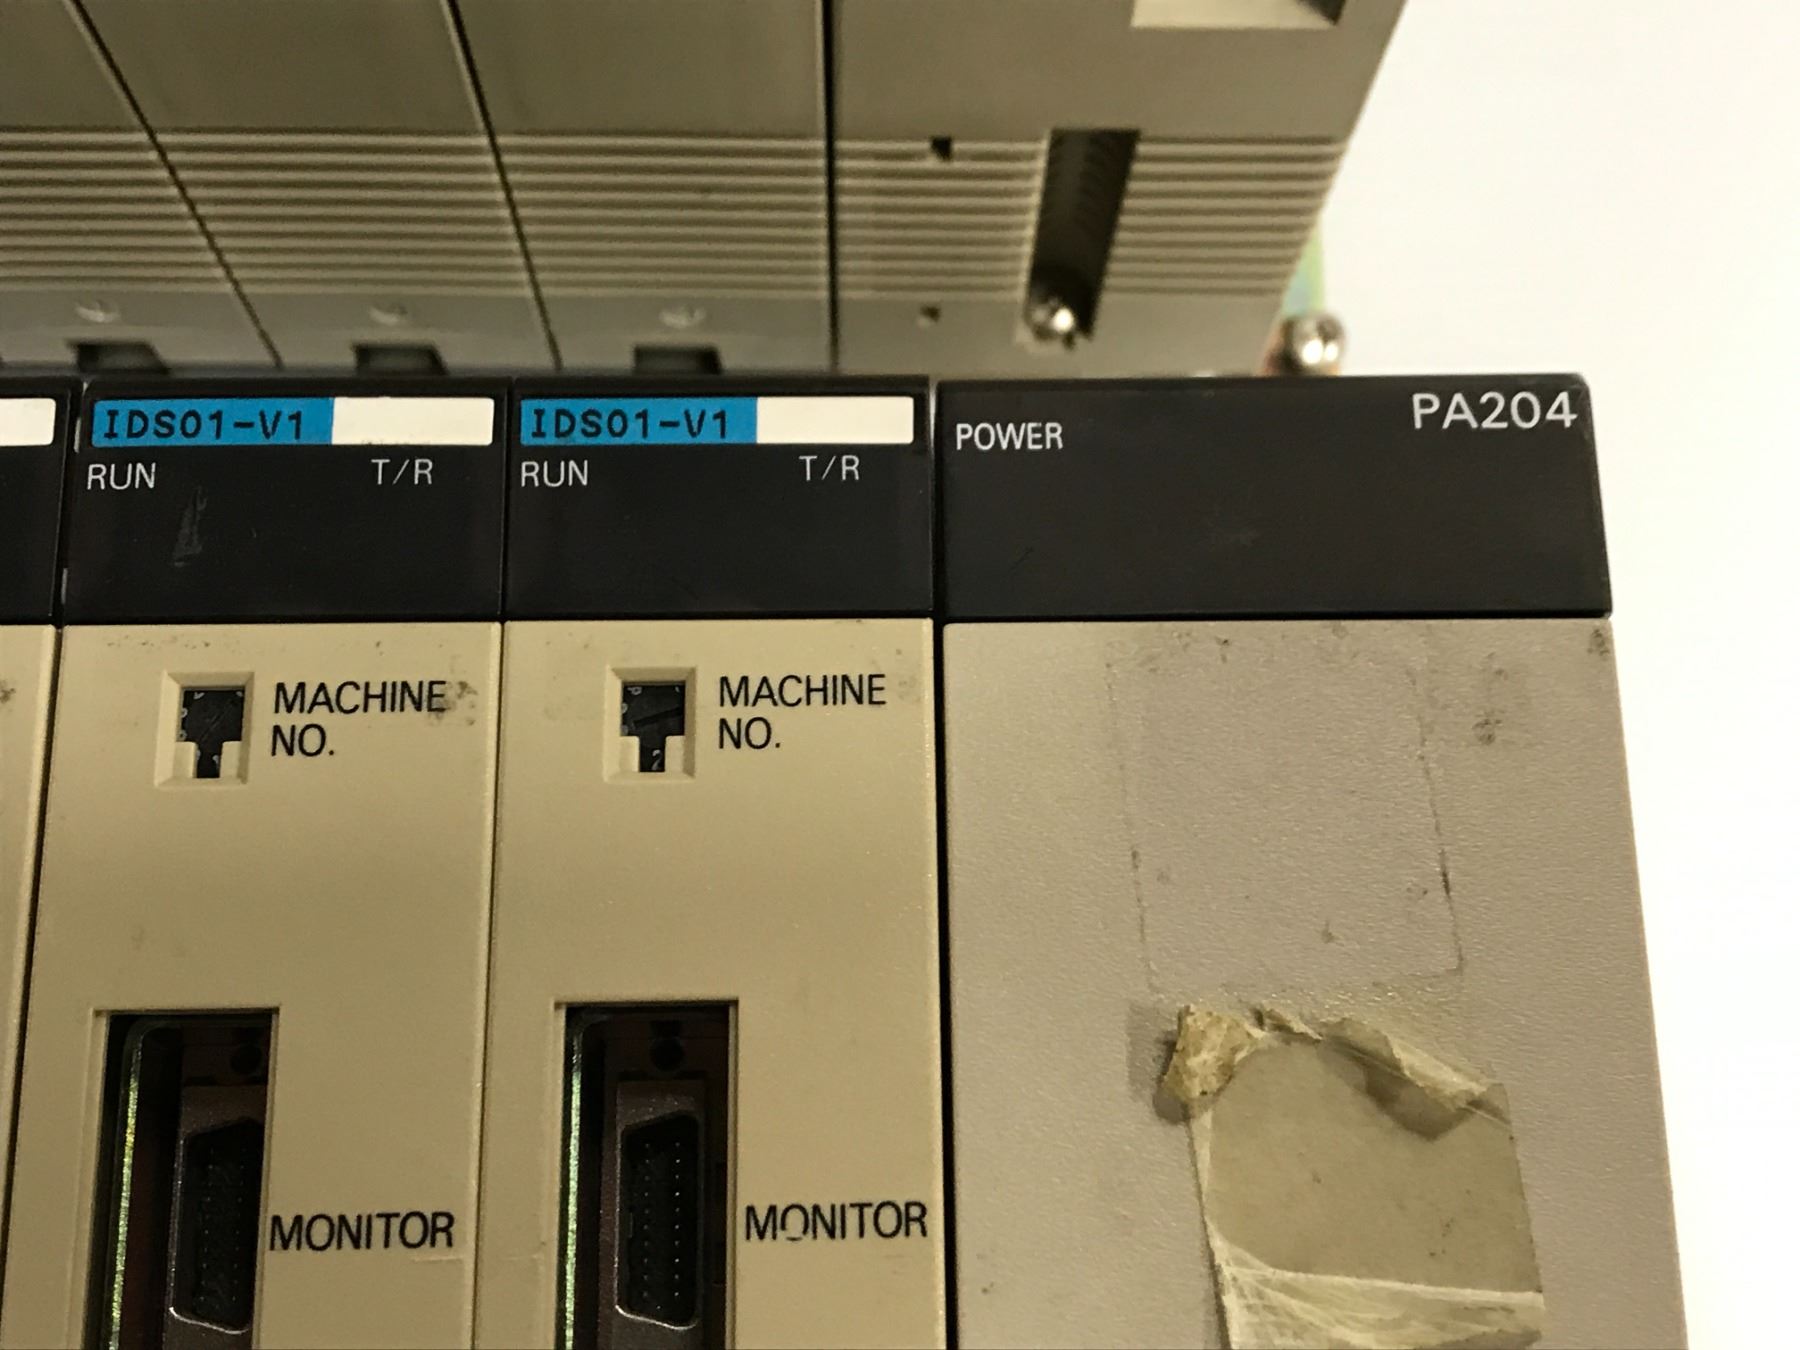 IDS01-V1
RUN T/R
MACHINE
NO.
MONITOR
IDS01-V1
RUN T/R
MACHINE
NO.
MONITOR
POWER
PA204